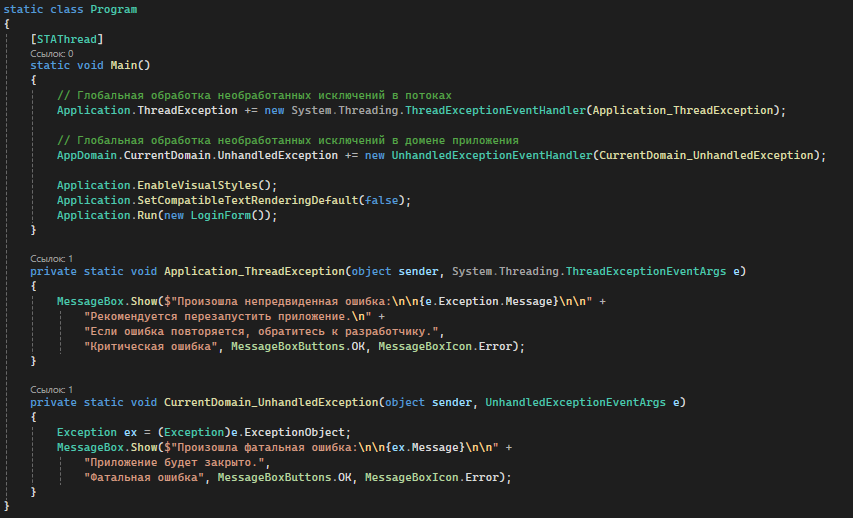 static class Program
{
[STAThread]
Ссылок: 0
static void Main()
{
// Глобальная обработка необработанных исключений в потоках
Application.ThreadException += new System.Threading.ThreadExceptionEventHandler(Application_ThreadException);
// Глобальная обработка необработанных исключений в домене приложения
AppDomain.CurrentDomain.UnhandledException += new UnhandledExceptionEventHandler(CurrentDomain_UnhandledException);
Application.EnableVisualStyles();
Application.SetCompatibleTextRenderingDefault(false);
Application.Run(new LoginForm());
}
Ссылок: 1
private static void Application_ThreadException(object sender, System.Threading.ThreadExceptionEventArgs e)
{
MessageBox.Show($"Произошла непредвиденная ошибка:\n\n{e.Exception.Message}\n\n" +
"Рекомендуется перезапустить приложение.\n" +
"Если ошибка повторяется, обратитесь к разработчику.",
"Критическая ошибка", MessageBoxButtons.OK, MessageBoxIcon.Error);
}
Ссылок: 1
private static void CurrentDomain_UnhandledException(object sender, UnhandledExceptionEventArgs e)
{
Exception ex = (Exception)e.ExceptionObject;
MessageBox.Show($"Произошла фатальная ошибка:\n\n{ex.Message}\n\n" +
"Приложение будет закрыто.",
"Фатальная ошибка", MessageBoxButtons.OK, MessageBoxIcon.Error);
}
}